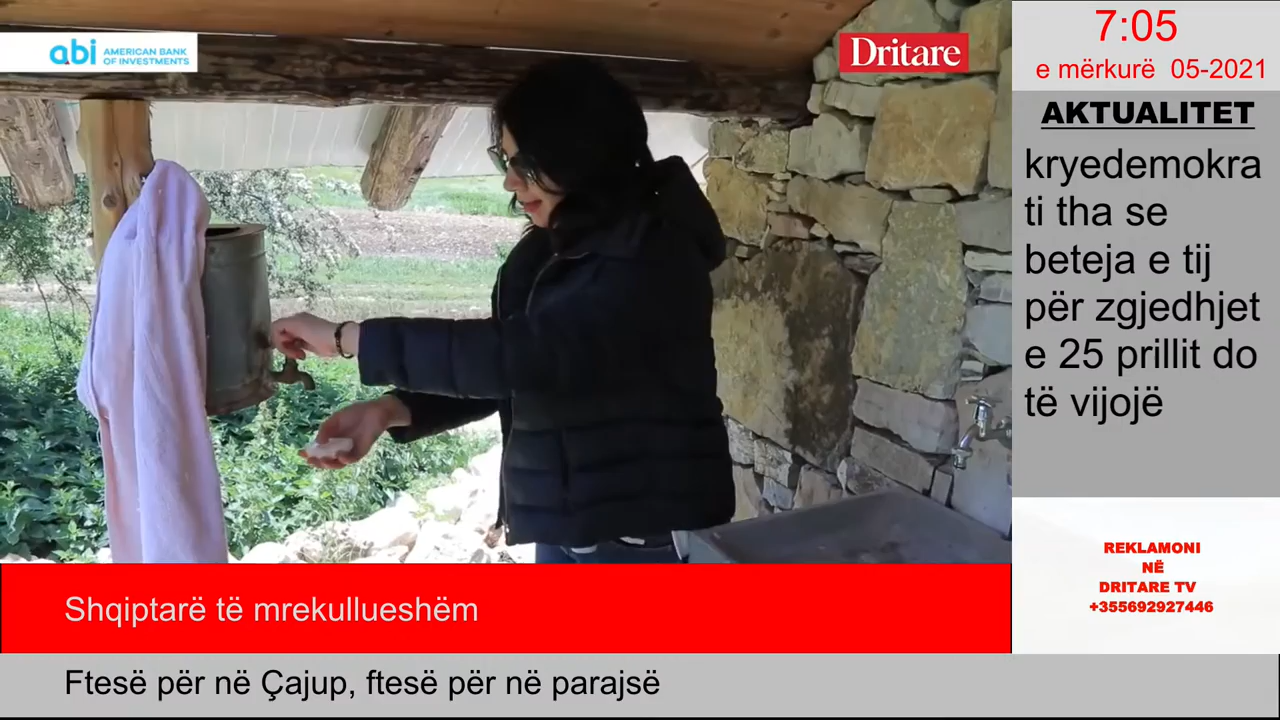 abi AMERICAN BANK
OF INVESTMENTS
Dritare
7:05
e mërkurë 05-2021
AKTUALITET
kryedemokra
ti tha se
beteja e tij
për zgjedhjet
e 25 prillit do
të vijojë
REKLAMONI
NË
DRITARE TV
+355692927446
Shqiptarë të mrekullueshëm
Ftesë për në Çajup, ftesë për në parajsë